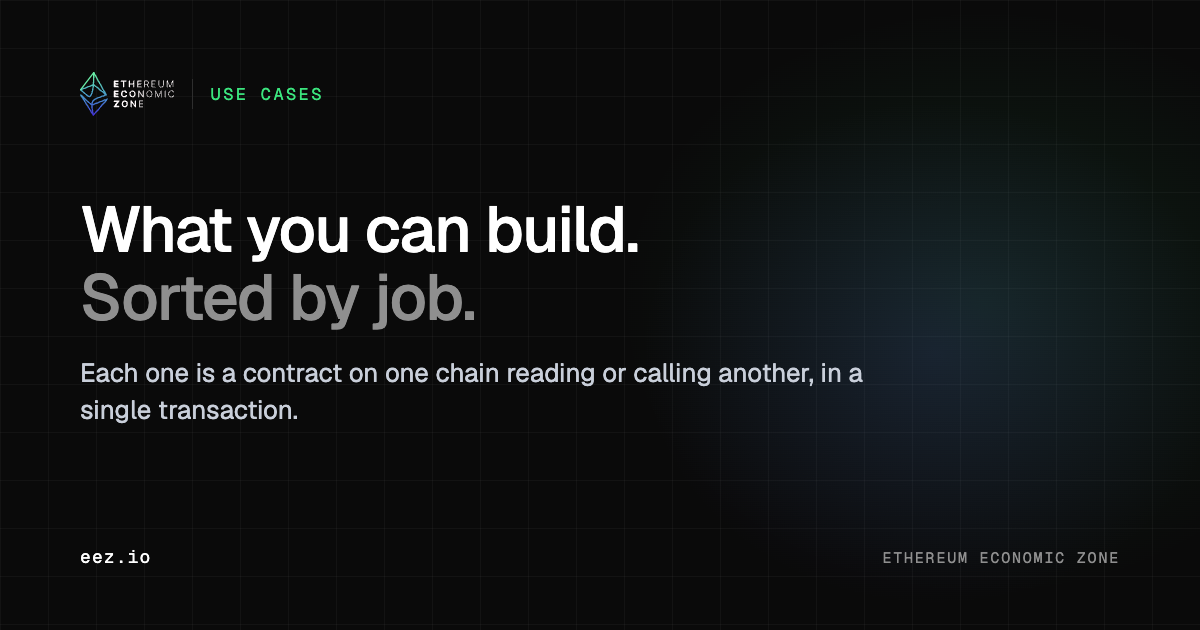 ETHEREUM
ECONOMIC
ZONE
USE CASES
What you can build.
Sorted by job.
Each one is a contract on one chain reading or calling another, in a
single transaction.
eez.io
ETHEREUM ECONOMIC ZONE